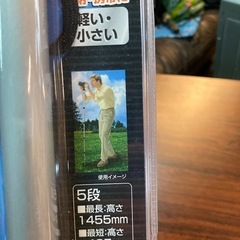 軽い・
小さい
使用イメージ
5段
■最長:高さ
1455mm
■最短:高さ